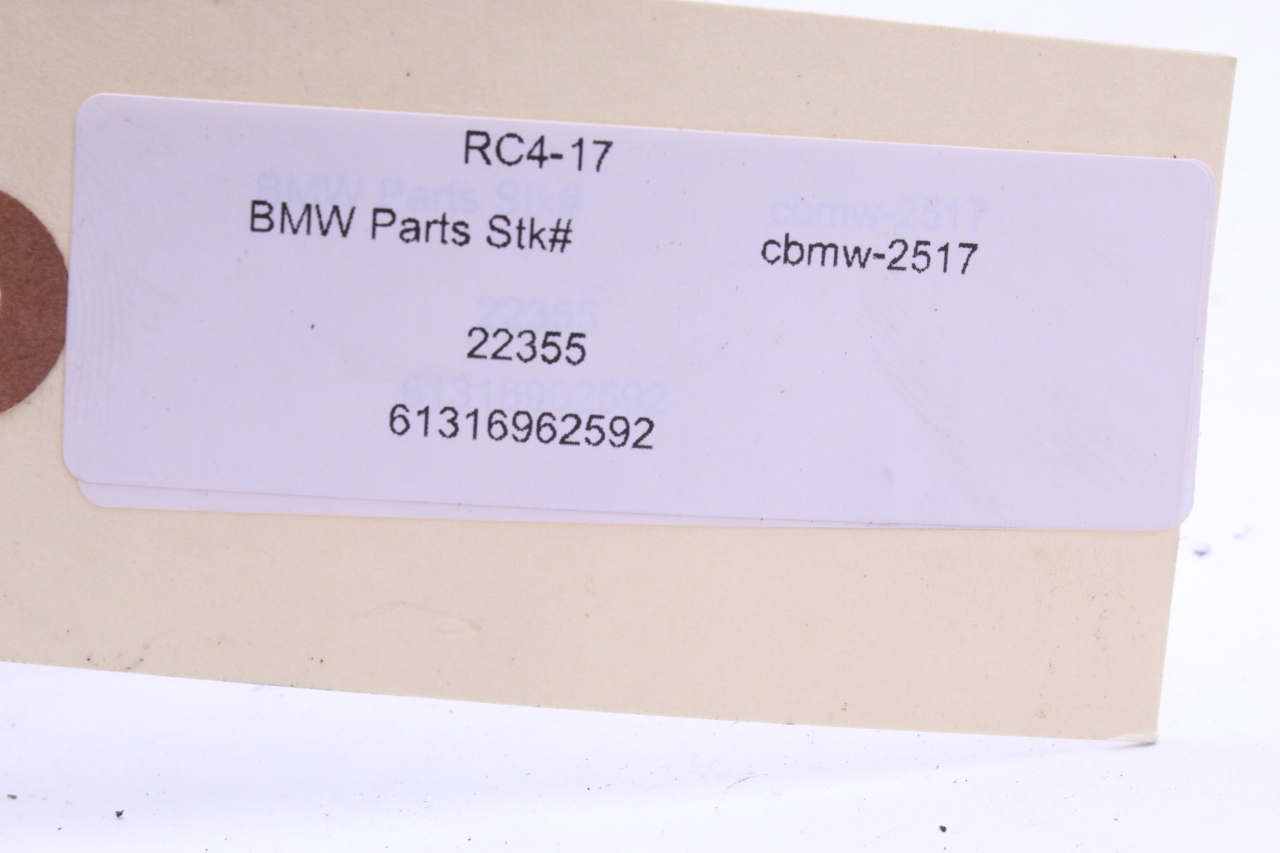 RC4-17
BMW Parts Stk# cbmw-2517
22355
61316962592